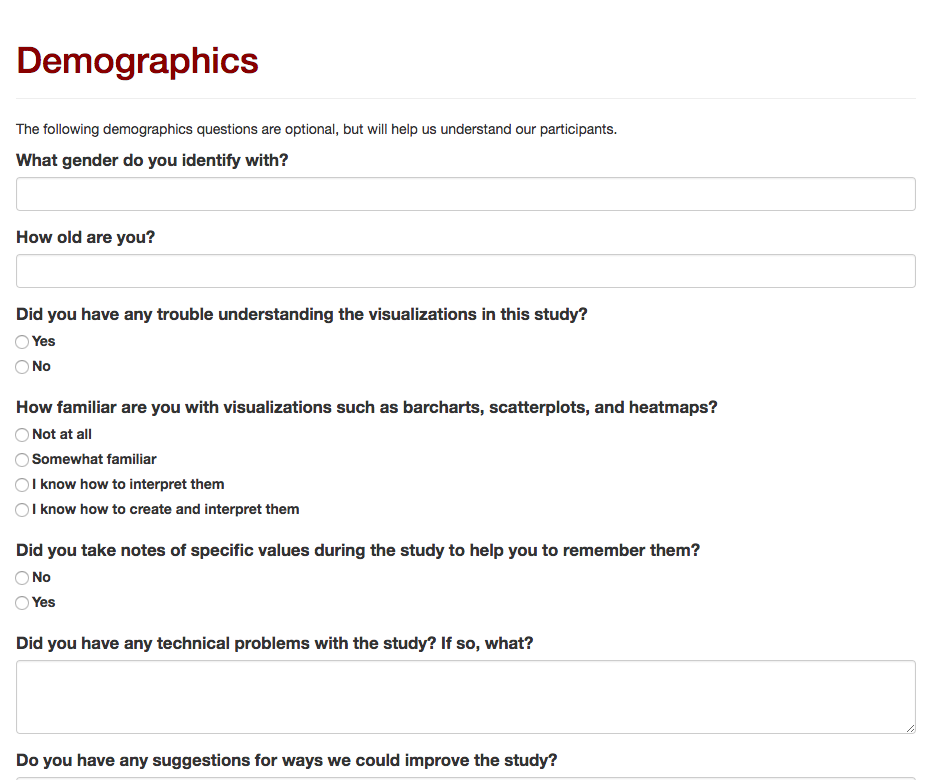 Demographics
The following demographics questions are optional, but will help us understand our participants.
What gender do you identify with?
How old are you?
Did you have any trouble understanding the visualizations in this study?
Yes
No
How familiar are you with visualizations such as barcharts, scatterplots, and heatmaps?
Not at all
Somewhat familiar
I know how to interpret them
I know how to create and interpret them
Did you take notes of specific values during the study to help you to remember them?
No
Yes
Did you have any technical problems with the study? If so, what?
Do you have any suggestions for ways we could improve the study?